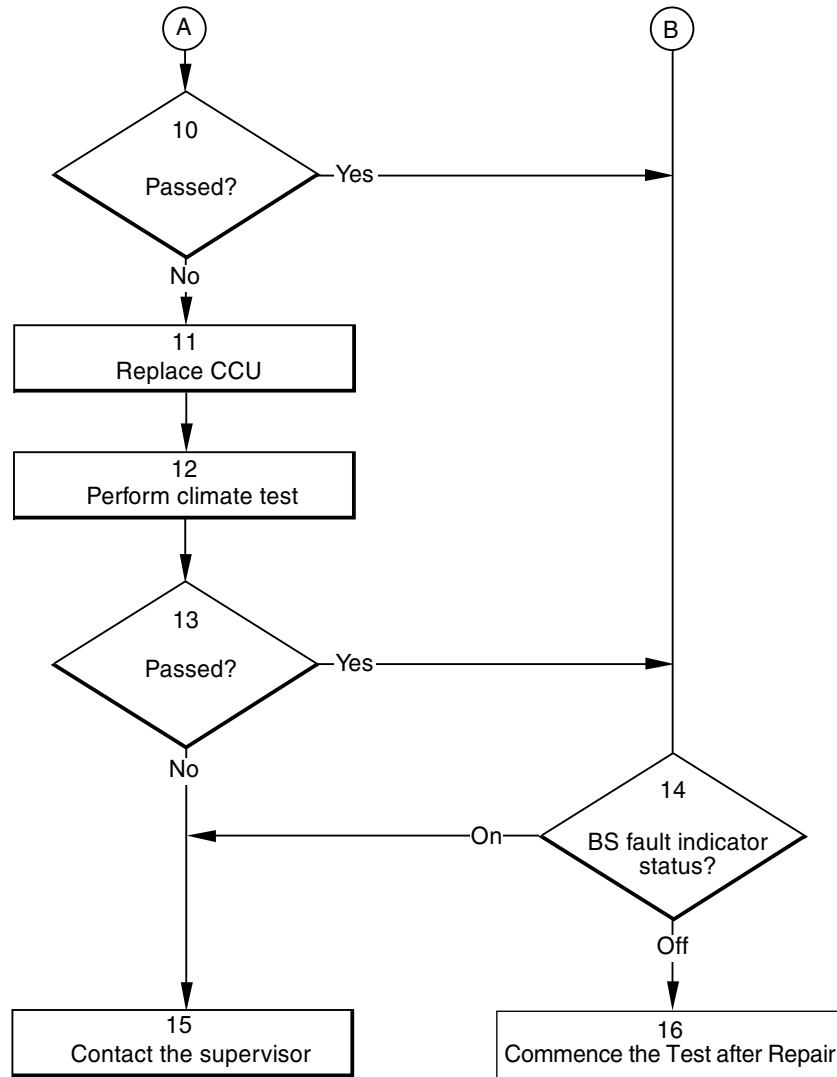 A
B
10
Passed?
Yes
No
11
Replace CCU
12
Perform climate test
13
Passed?
Yes
No
14
BS fault indicator
status?
On
Off
15
Contact the supervisor
16
Commence the Test after Repair